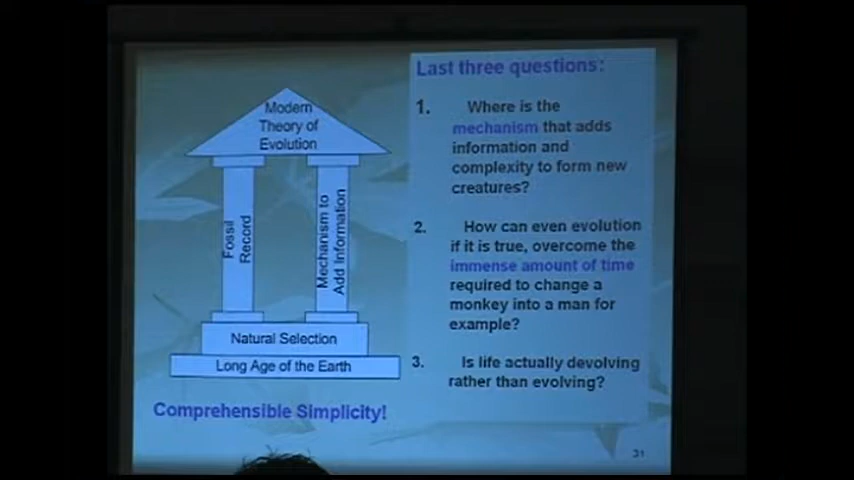 Modern
Theory of
Evolution
Fossil
Record
Mechanism to
Add Information
Natural Selection
Long Age of the Earth
Comprehensible Simplicity!
Last three questions:
1. Where is the
mechanism that adds
information and
complexity to form new
creatures?
2. How can even evolution
if it is true, overcome the
immense amount of time
required to change a
monkey into a man for
example?
3. Is life actually devolving
rather than evolving?
31